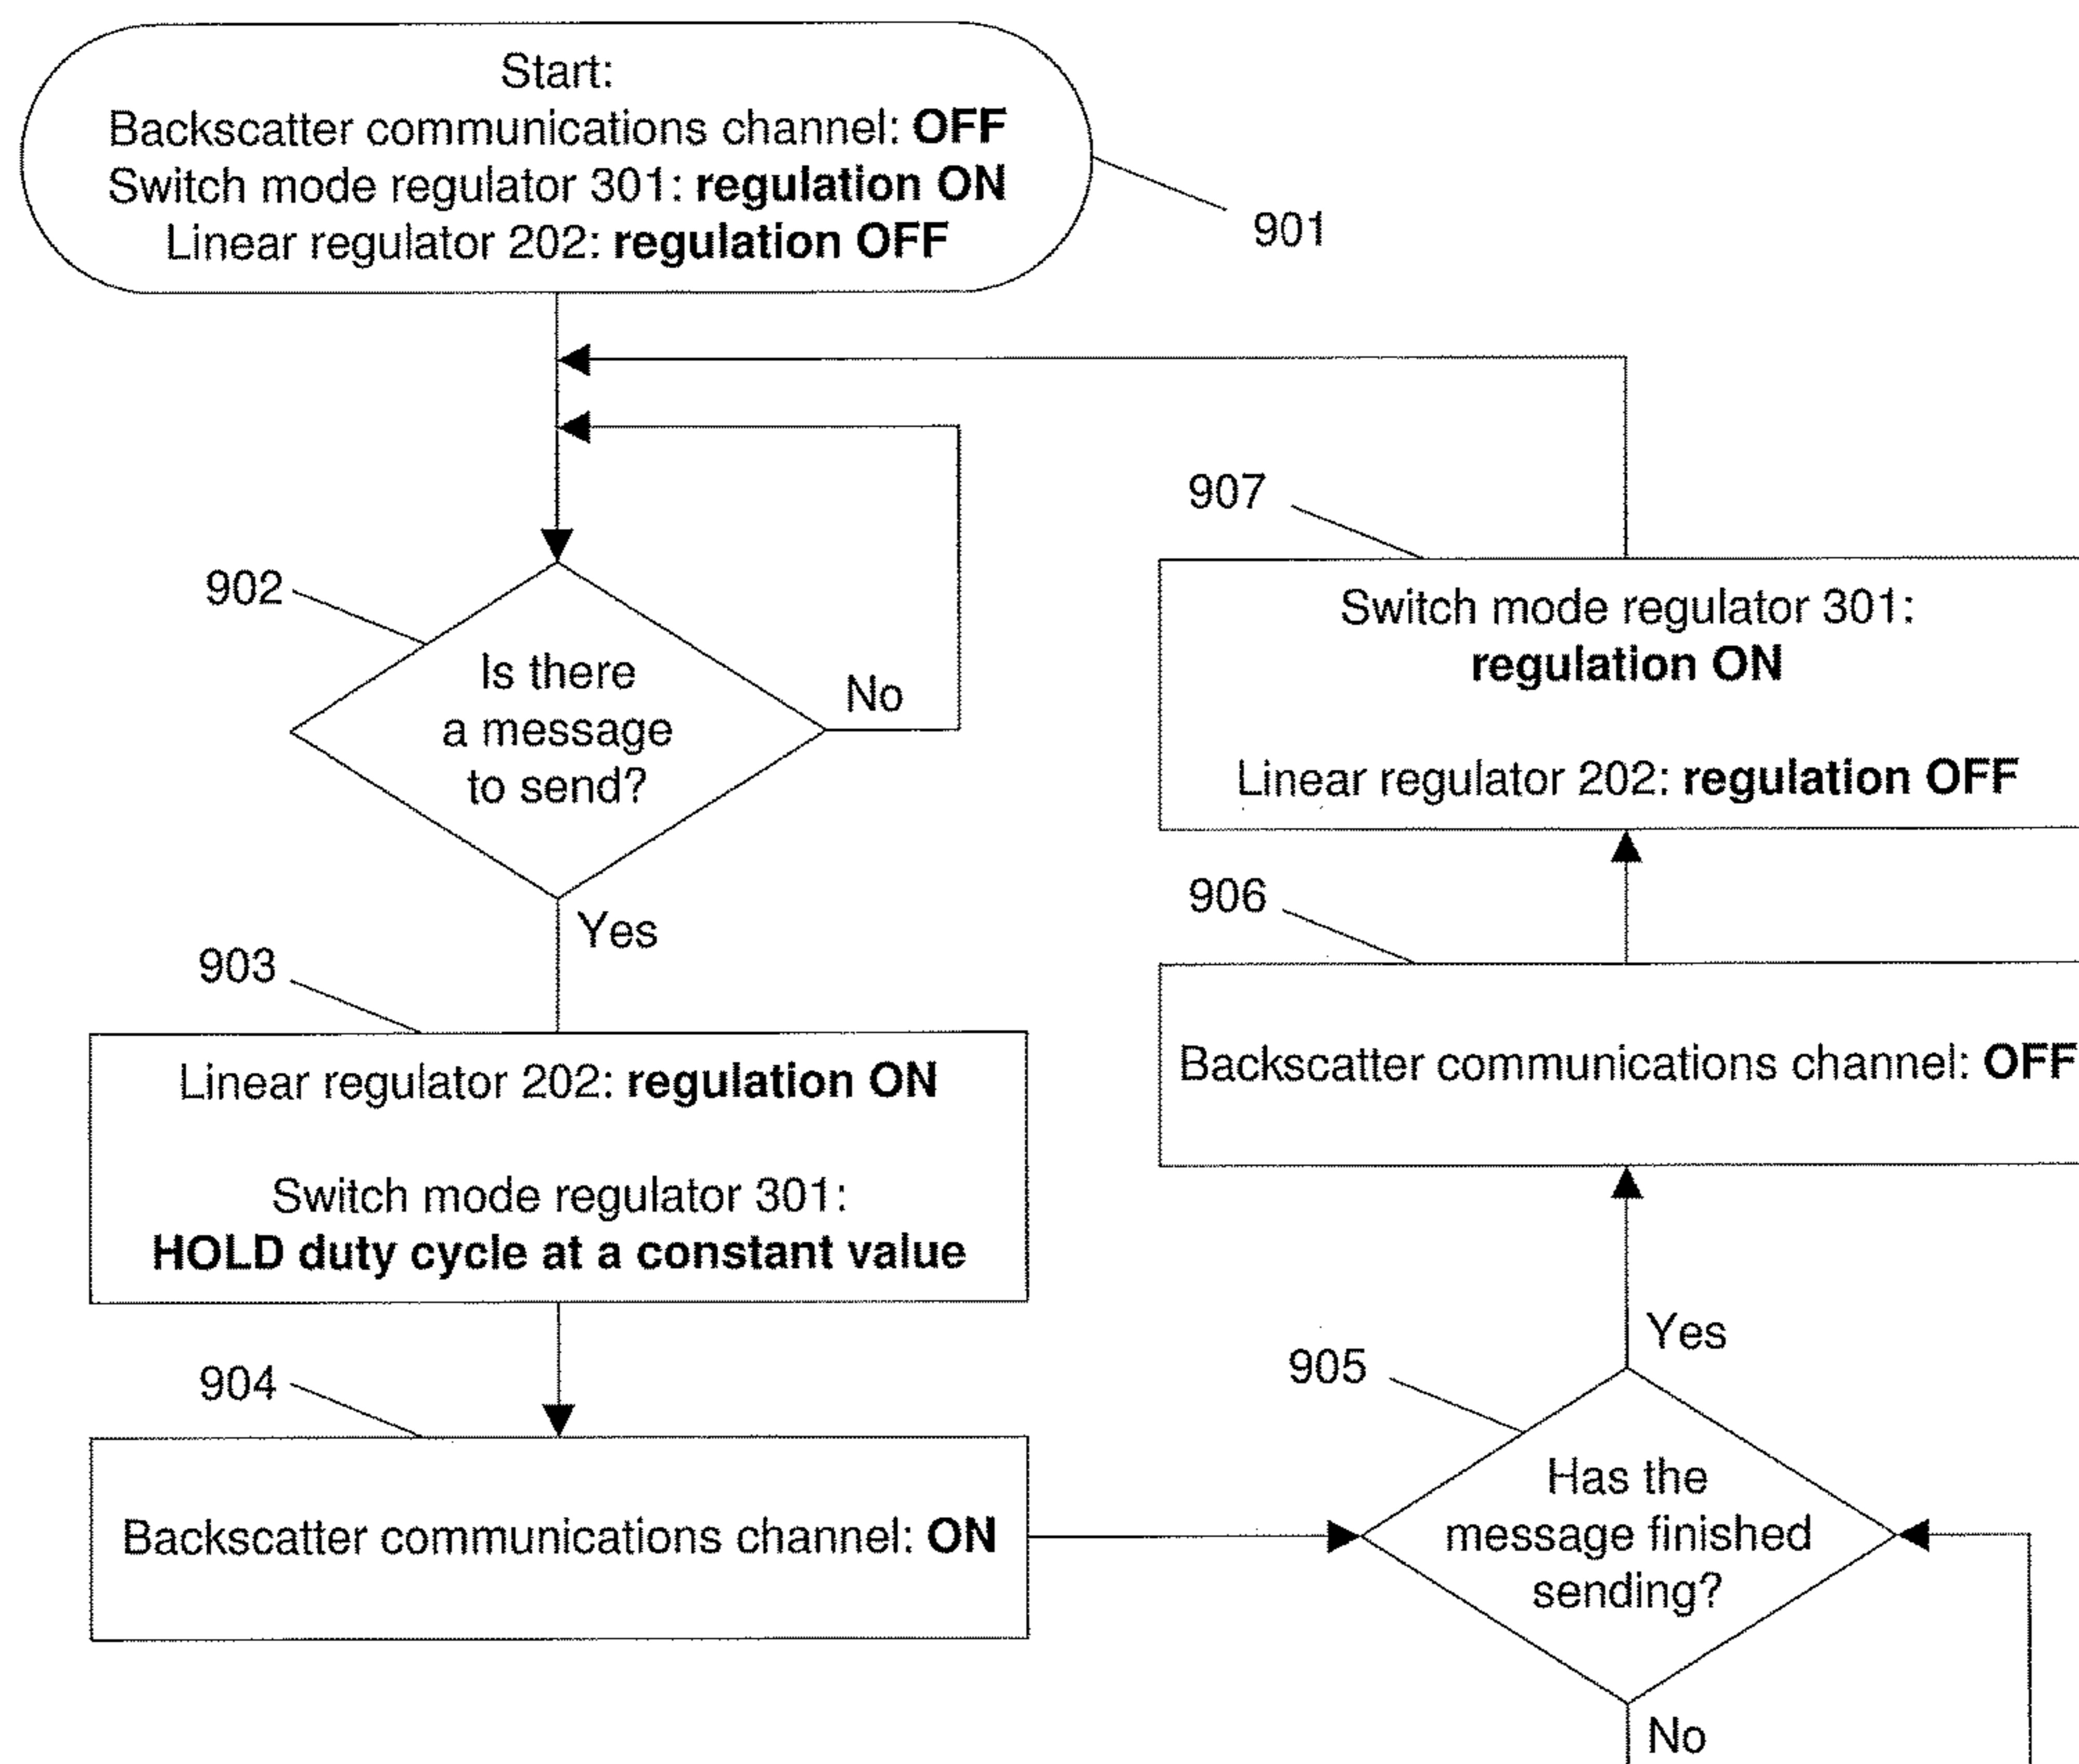 Start:
Backscatter communications channel: OFF
Switch mode regulator 301: regulation ON
Linear regulator 202: regulation OFF
901
902
Is there
a message
to send?
No
Yes
903
Linear regulator 202: regulation ON
Switch mode regulator 301:
HOLD duty cycle at a constant value
904
Backscatter communications channel: ON
905
Has the
message finished
sending?
No
Yes
906
Backscatter communications channel: OFF
907
Switch mode regulator 301:
regulation ON
Linear regulator 202: regulation OFF